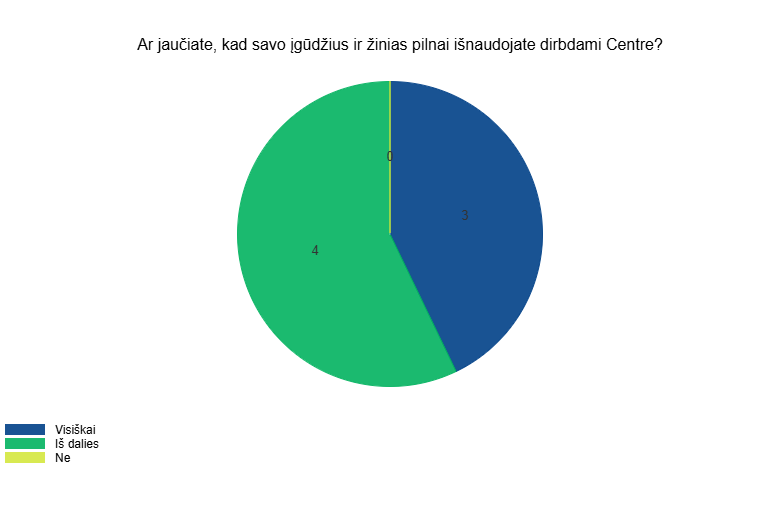 Ar jaučiate, kad savo įgūdžius ir žinias pilnai išnaudojate dirbdami Centre?
0
3
4
Visiškai
Iš dalies
Ne